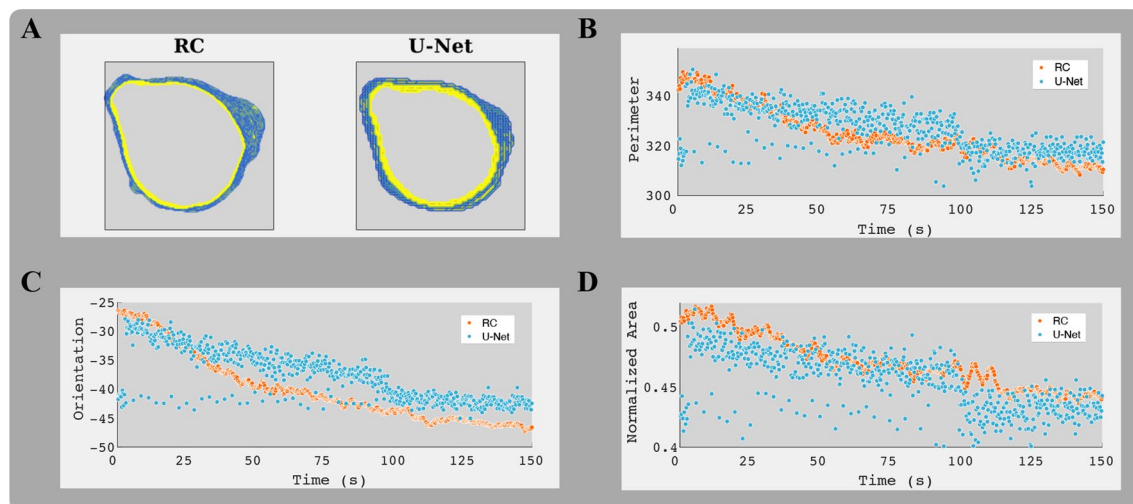 A
RC
U-Net
B
Perimeter
340
320
300
RC
U-Net
0
25
50
75
100
125
150
Time (s)
C
Orientation
-25
-30
-35
-40
-45
-50
RC
U-Net
0
25
50
75
100
125
150
Time (s)
D
Normalized Area
0.5
0.45
0.4
RC
U-Net
0
25
50
75
100
125
150
Time (s)